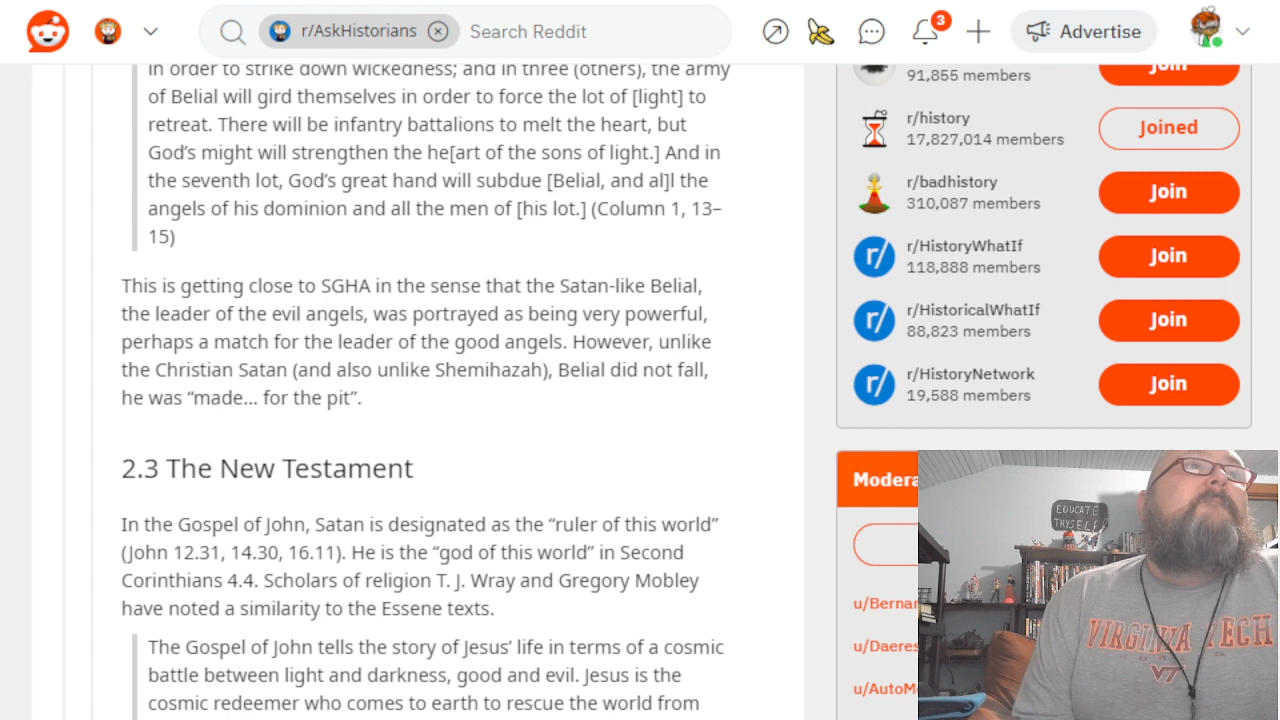 r/AskHistorians
Search Reddit
3
Advertise
in order to strike down wickedness; and in three (others), the army
of Belial will gird themselves in order to force the lot of [light] to
retreat. There will be infantry battalions to melt the heart, but
God's might will strengthen the he[art of the sons of light.] And in
the seventh lot, God's great hand will subdue [Belial, and al]l the
angels of his dominion and all the men of [his lot.] (Column 1, 13–
15)
This is getting close to SGHA in the sense that the Satan-like Belial,
the leader of the evil angels, was portrayed as being very powerful,
perhaps a match for the leader of the good angels. However, unlike
the Christian Satan (and also unlike Shemihazah), Belial did not fall,
he was “made... for the pit”.
2.3 The New Testament
In the Gospel of John, Satan is designated as the “ruler of this world”
(John 12.31, 14.30, 16.11). He is the “god of this world” in Second
Corinthians 4.4. Scholars of religion T. J. Wray and Gregory Mobley
have noted a similarity to the Essene texts.
The Gospel of John tells the story of Jesus’ life in terms of a cosmic
battle between light and darkness, good and evil. Jesus is the
cosmic redeemer who comes to earth to rescue the world from
91,855 members
Join
r/history
17,827,014 members
Joined
r/badhistory
310,087 members
Join
r/HistoryWhatIf
118,888 members
Join
r/HistoricalWhatIf
88,823 members
Join
r/HistoryNetwork
19,588 members
Join
Modera
u/Bernar
u/Daeres
u/AutoMo
EDUCATE
THYSELF
VIRGINIA TECH
VT